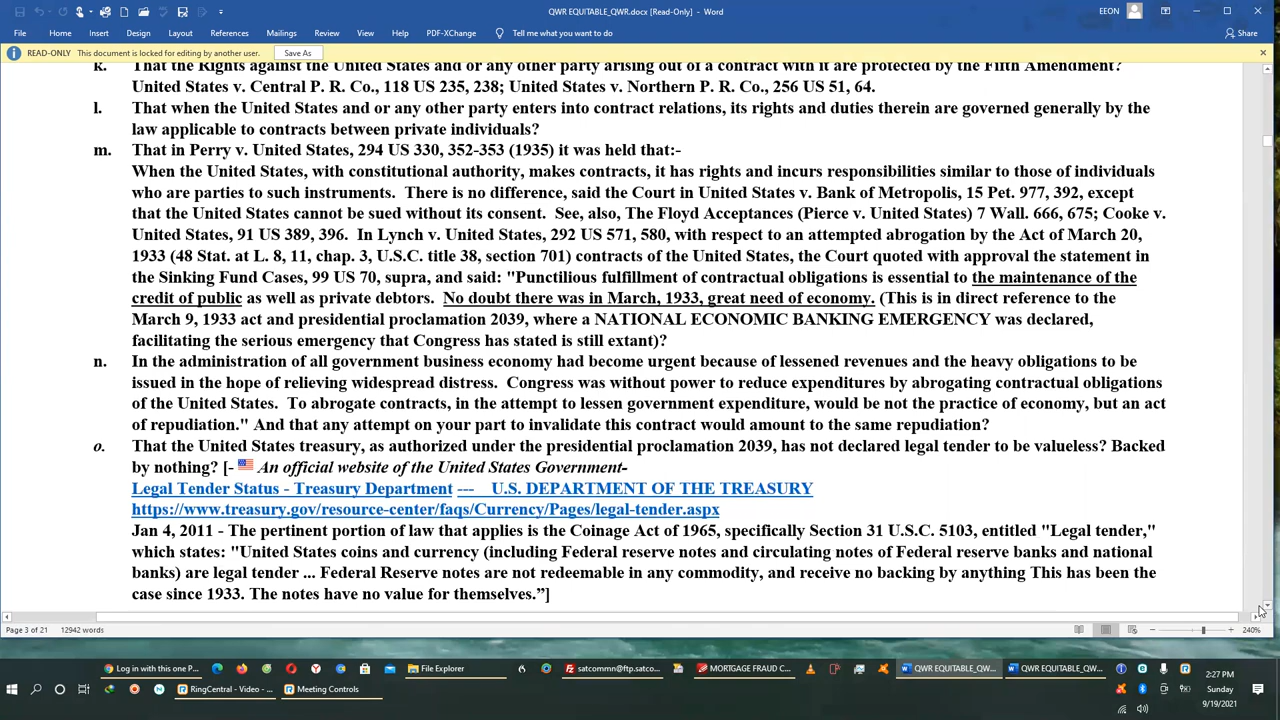 QWR EQUITABLE_QWR.docx [Read-Only] - Word
EEON
File Home Insert Draw Design Layout References Mailings Review View Help PDF-XChange Tell me what you want to do Share
READ-ONLY This document is locked for editing by another user. Save As
k. That the Rights against the United States and or any other party arising out of a contract with it are protected by the Fifth Amendment?
United States v. Central P. R. Co., 118 US 235, 238; United States v. Northern P. R. Co., 256 US 51, 64.
l. That when the United States and or any other party enters into contract relations, its rights and duties therein are governed generally by the
law applicable to contracts between private individuals?
m. That in Perry v. United States, 294 US 330, 352-353 (1935) it was held that:-
When the United States, with constitutional authority, makes contracts, it has rights and incurs responsibilities similar to those of individuals
who are parties to such instruments. There is no difference, said the Court in United States v. Bank of Metropolis, 15 Pet. 977, 392, except
that the United States cannot be sued without its consent. See, also, The Floyd Acceptances (Pierce v. United States) 7 Wall. 666, 675; Cooke v.
United States, 91 US 389, 396. In Lynch v. United States, 292 US 571, 580, with respect to an attempted abrogation by the Act of March 20,
1933 (48 Stat. at L. 8, 11, chap. 3, U.S.C. title 38, section 701) contracts of the United States, the Court quoted with approval the statement in
the Sinking Fund Cases, 99 US 70, supra, and said: "Punctilious fulfillment of contractual obligations is essential to the maintenance of the
credit of public as well as private debtors. No doubt there was in March, 1933, great need of economy. (This is in direct reference to the
March 9, 1933 act and presidential proclamation 2039, where a NATIONAL ECONOMIC BANKING EMERGENCY was declared,
facilitating the serious emergency that Congress has stated is still extant)?
n. In the administration of all government business economy had become urgent because of lessened revenues and the heavy obligations to be
issued in the hope of relieving widespread distress. Congress was without power to reduce expenditures by abrogating contractual obligations
of the United States. To abrogate contracts, in the attempt to lessen government expenditure, would be not the practice of economy, but an act
of repudiation." And that any attempt on your part to invalidate this contract would amount to the same repudiation?
o. That the United States treasury, as authorized under the presidential proclamation 2039, has not declared legal tender to be valueless? Backed
by nothing? [- An official website of the United States Government-
Legal Tender Status - Treasury Department --- U.S. DEPARTMENT OF THE TREASURY
https://www.treasury.gov/resource-center/faqs/Currency/Pages/legal-tender.aspx
Jan 4, 2011 - The pertinent portion of law that applies is the Coinage Act of 1965, specifically Section 31 U.S.C. 5103, entitled "Legal tender,"
which states: "United States coins and currency (including Federal reserve notes and circulating notes of Federal reserve banks and national
banks) are legal tender ... Federal Reserve notes are not redeemable in any commodity, and receive no backing by anything This has been the
case since 1933. The notes have no value for themselves.”]
Page 3 of 21 12942 words 240%
Log in with this one P... File Explorer satcommn@ftp.satco... MORTGAGE FRAUD C... QWR EQUITABLE_QW... QWR EQUITABLE_QW...
2:27 PM
RingCentral - Video - ... Meeting Controls Sunday
9/19/2021